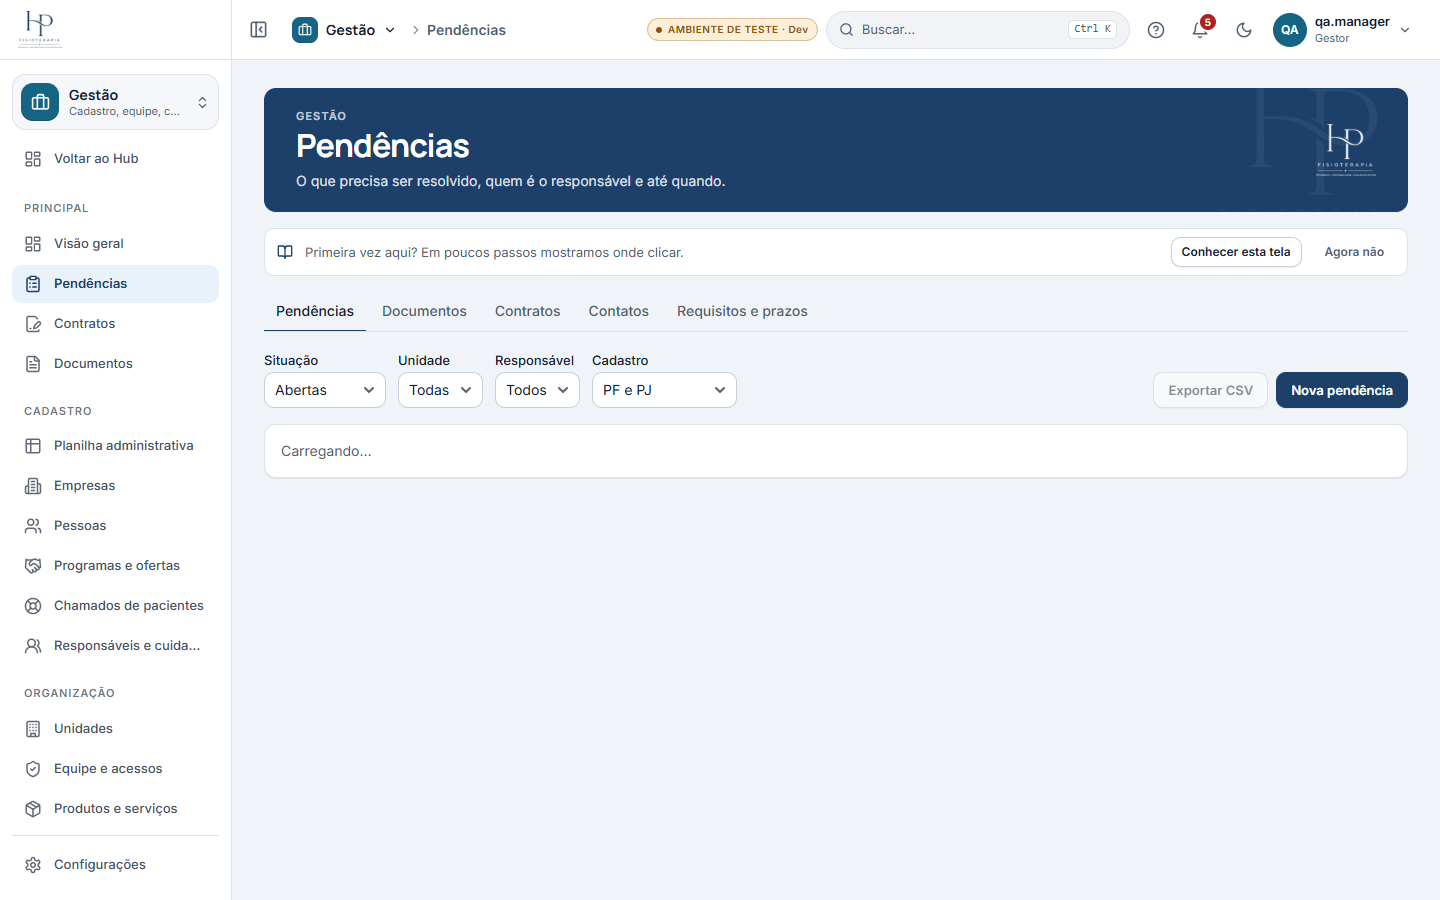 HP
FISIOTERAPIA
Gestão
Pendências
AMBIENTE DE TESTE · Dev
Buscar...
Ctrl K
5
QA
qa.manager
Gestor
Gestão
Cadastro, equipe, c...
Voltar ao Hub
PRINCIPAL
Visão geral
Pendências
Contratos
Documentos
CADASTRO
Planilha administrativa
Empresas
Pessoas
Programas e ofertas
Chamados de pacientes
Responsáveis e cuida...
ORGANIZAÇÃO
Unidades
Equipe e acessos
Produtos e serviços
Configurações
GESTÃO
Pendências
O que precisa ser resolvido, quem é o responsável e até quando.
HP
FISIOTERAPIA
Primeira vez aqui? Em poucos passos mostramos onde clicar.
Conhecer esta tela
Agora não
Pendências
Documentos
Contratos
Contatos
Requisitos e prazos
Situação
Unidade
Responsável
Cadastro
Abertas
Todas
Todos
PF e PJ
Exportar CSV
Nova pendência
Carregando...